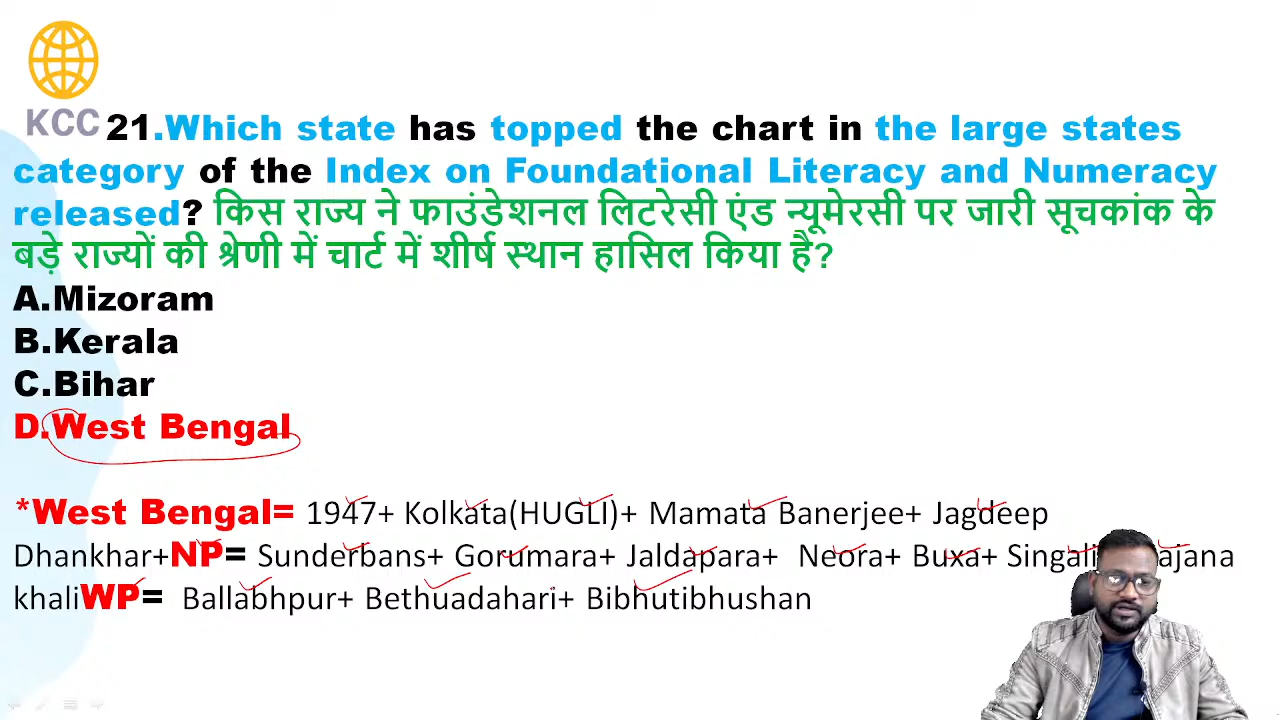 KCC
21.Which state has topped the chart in the large states
category of the Index on Foundational Literacy and Numeracy
released? किस राज्य ने फाउंडेशनल लिटरेसी एंड न्यूमेरसी पर जारी सूचकांक के
बड़े राज्यों की श्रेणी में चार्ट में शीर्ष स्थान हासिल किया है?
A.Mizoram
B.Kerala
C.Bihar
D.West Bengal
*West Bengal= 1947+ Kolkata(HUGLI)+ Mamata Banerjee+ Jagdeep
Dhankhar+NP= Sunderbans+ Gorumara+ Jaldapara+ Neora+ Buxa+
khaliWP= Ballabhpur+ Bethuadahari+ Bibhutibhushan